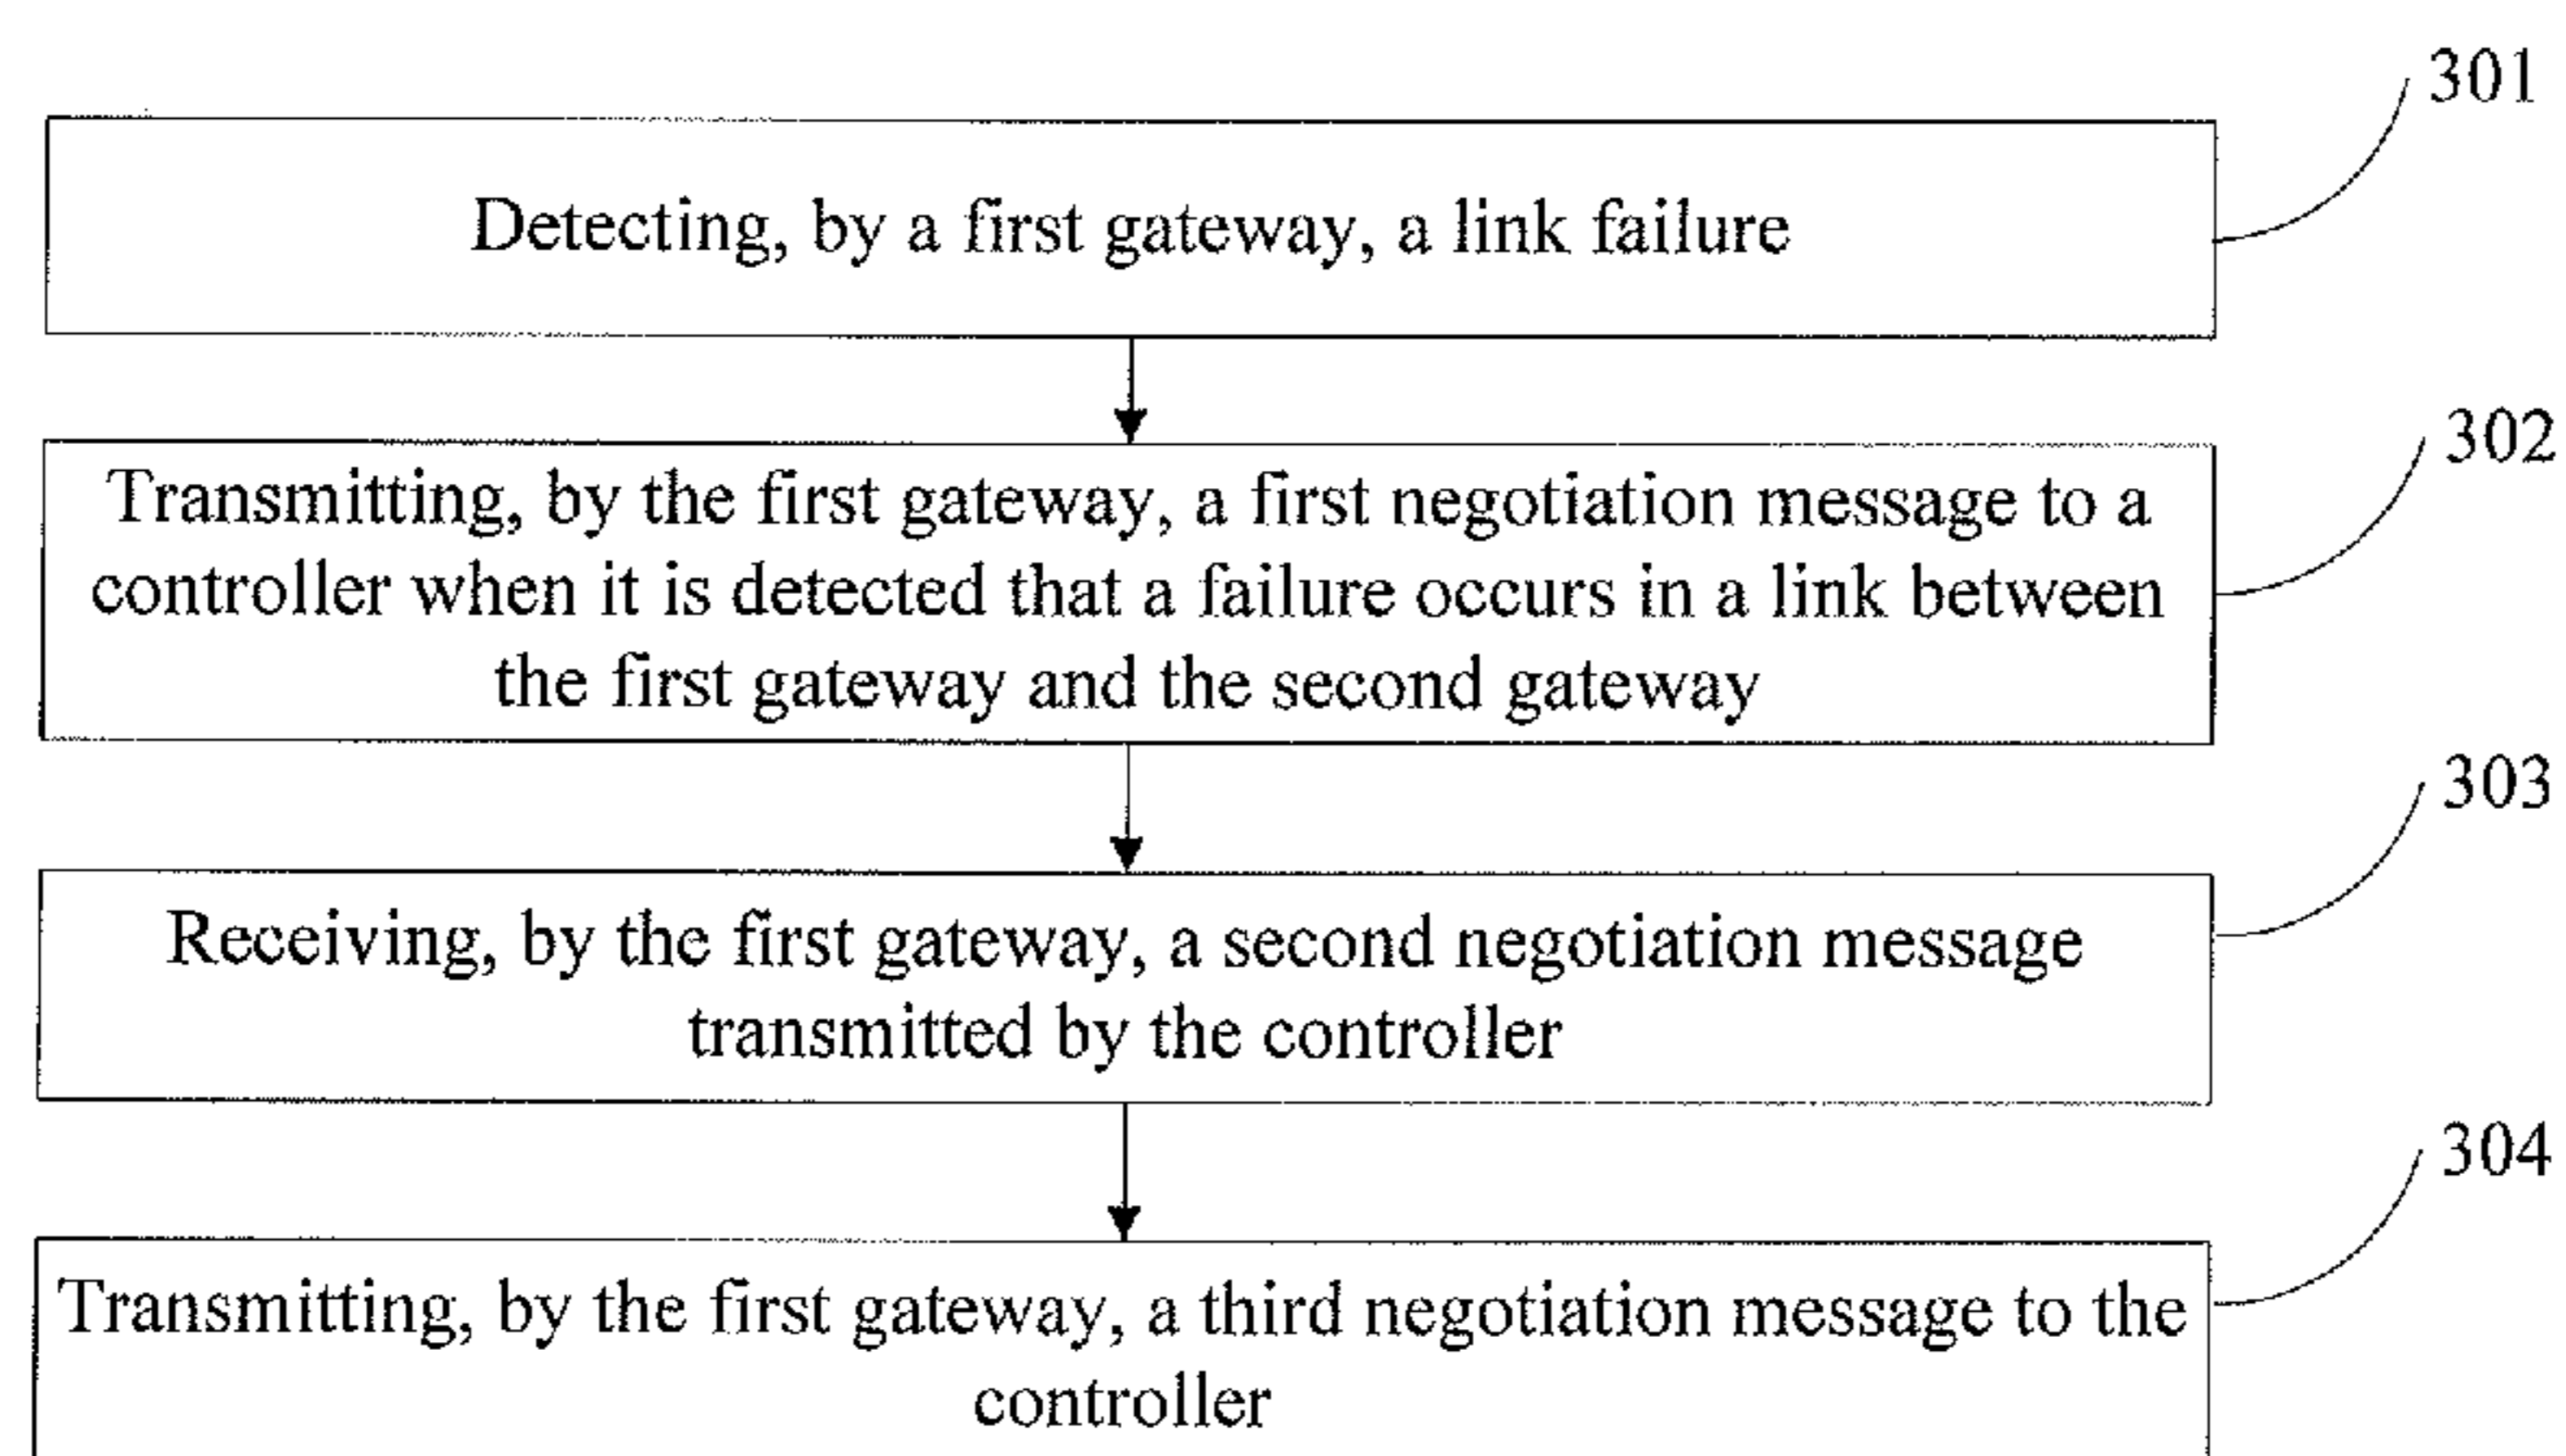 301
Detecting, by a first gateway, a link failure
302
Transmitting, by the first gateway, a first negotiation message to a
controller when it is detected that a failure occurs in a link between
the first gateway and the second gateway
303
Receiving, by the first gateway, a second negotiation message
transmitted by the controller
304
Transmitting, by the first gateway, a third negotiation message to the
controller